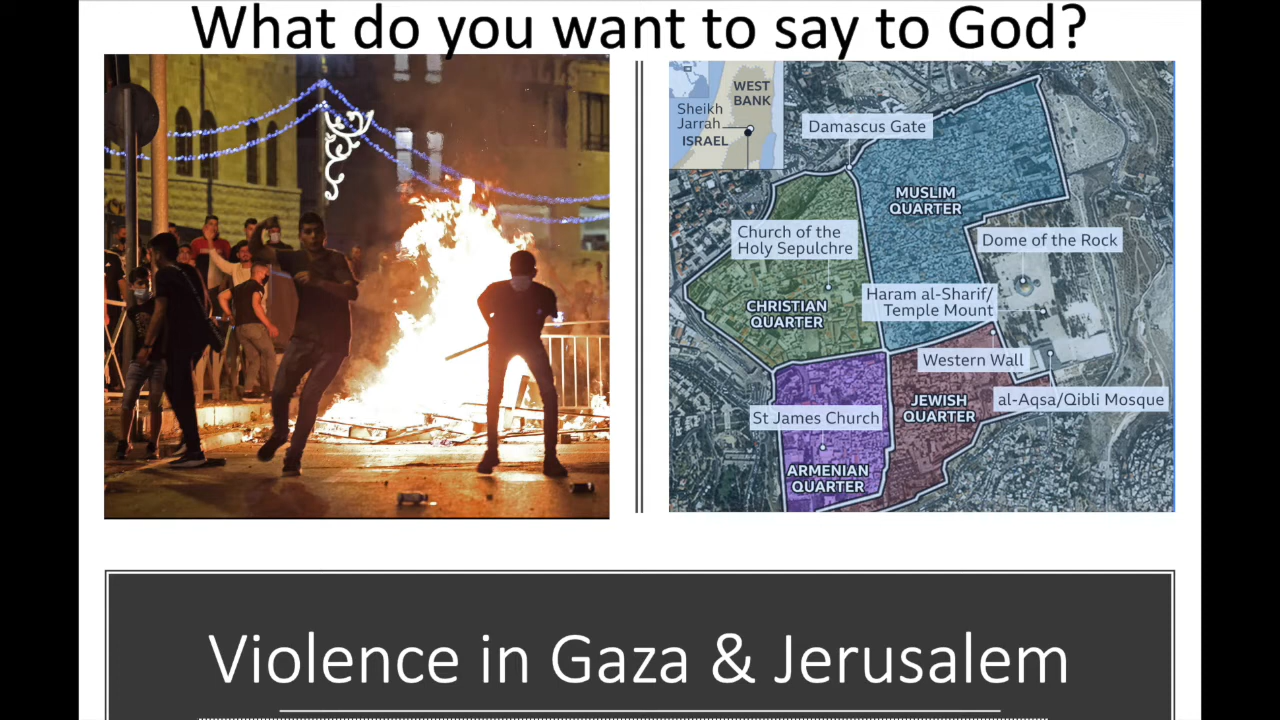 What do you want to say to God?
WEST
BANK
Sheikh
Jarrah
ISRAEL
Damascus Gate
MUSLIM
QUARTER
Church of the
Holy Sepulchre
Dome of the Rock
Haram al-Sharif/
Temple Mount
CHRISTIAN
QUARTER
Western Wall
al-Aqsa/Qibli Mosque
JEWISH
QUARTER
St James Church
ARMENIAN
QUARTER
Violence in Gaza & Jerusalem